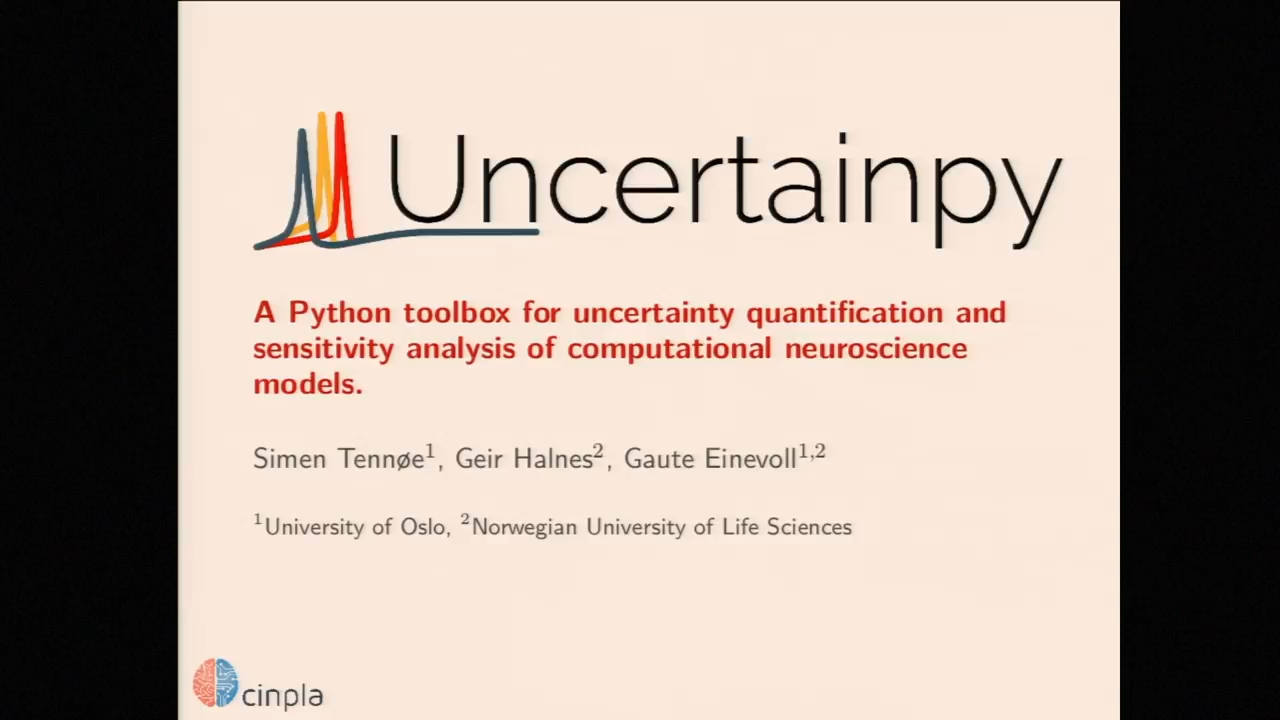 Uncertainpy
A Python toolbox for uncertainty quantification and
sensitivity analysis of computational neuroscience
models.
Simen Tennøe¹, Geir Halnes², Gaute Einevoll¹,²
¹University of Oslo, ²Norwegian University of Life Sciences
cinpla